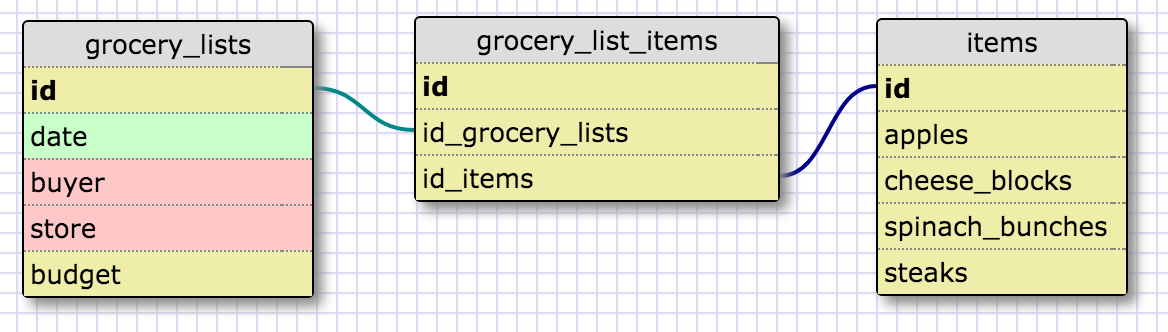 grocery_lists
id
date
buyer
store
budget
grocery_list_items
id
id_grocery_lists
id_items
items
id
apples
cheese_blocks
spinach_bunches
steaks